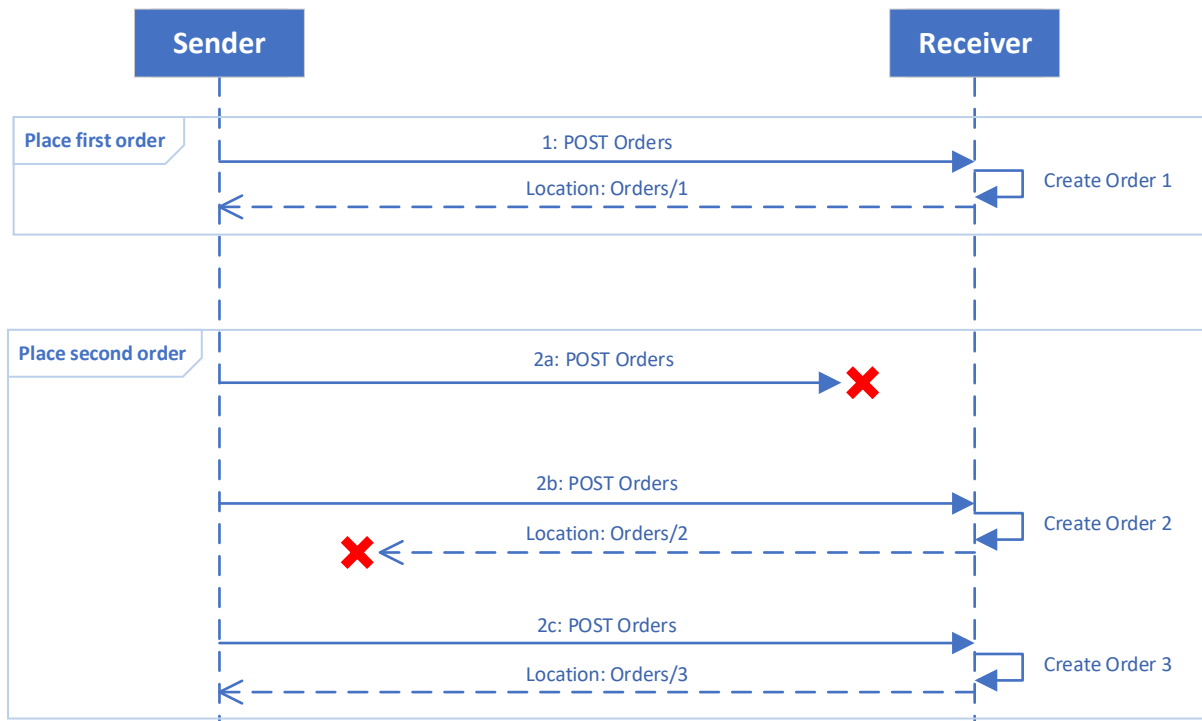 Sender
Receiver
Place first order
1: POST Orders
Create Order 1
Location: Orders/1
Place second order
2a: POST Orders
2b: POST Orders
Create Order 2
Location: Orders/2
2c: POST Orders
Create Order 3
Location: Orders/3